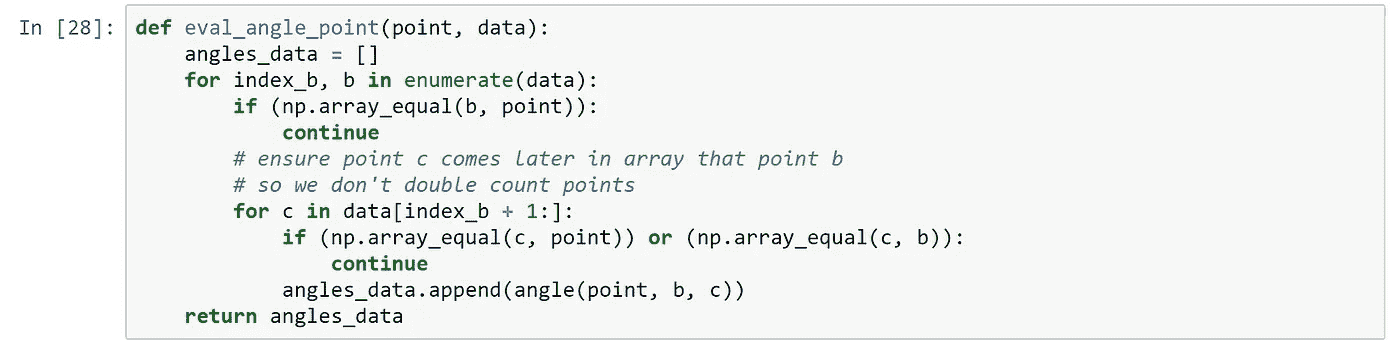 In [28]: def eval_angle_point(point, data):
    angles_data = []
    for index_b, b in enumerate(data):
        if (np.array_equal(b, point)):
            continue
        # ensure point c comes later in array that point b
        # so we don't double count points
        for c in data[index_b + 1:]:
            if (np.array_equal(c, point)) or (np.array_equal(c, b)):
                continue
            angles_data.append(angle(point, b, c))
    return angles_data